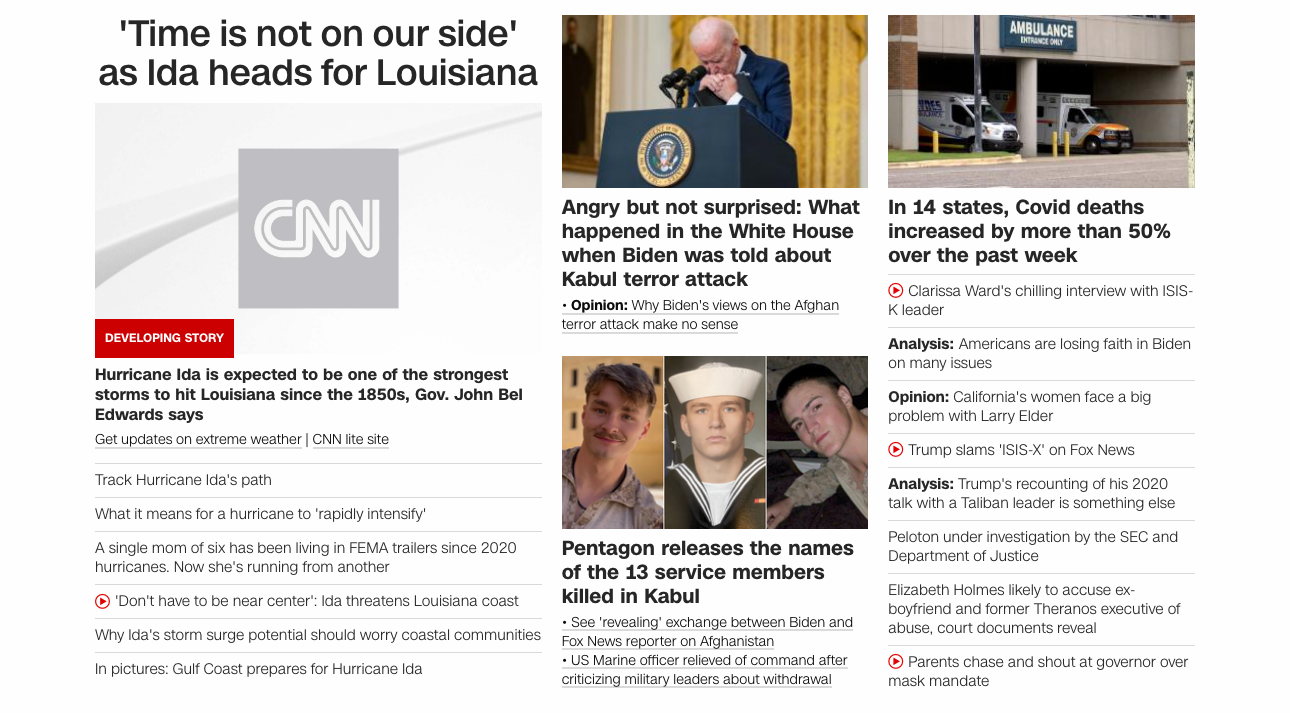 'Time is not on our side'
as Ida heads for Louisiana
CNN
DEVELOPING STORY
Hurricane Ida is expected to be one of the strongest
storms to hit Louisiana since the 1850s, Gov. John Bel
Edwards says
Get updates on extreme weather | CNN lite site
Track Hurricane Ida's path
What it means for a hurricane to 'rapidly intensify'
A single mom of six has been living in FEMA trailers since 2020
hurricanes. Now she's running from another
'Don't have to be near center': Ida threatens Louisiana coast
Why Ida's storm surge potential should worry coastal communities
In pictures: Gulf Coast prepares for Hurricane Ida
Angry but not surprised: What
happened in the White House
when Biden was told about
Kabul terror attack
• Opinion: Why Biden's views on the Afghan
terror attack make no sense
Pentagon releases the names
of the 13 service members
killed in Kabul
• See 'revealing' exchange between Biden and
Fox News reporter on Afghanistan
• US Marine officer relieved of command after
criticizing military leaders about withdrawal
AMBULANCE
ENTRANCE ONLY
In 14 states, Covid deaths
increased by more than 50%
over the past week
Clarissa Ward's chilling interview with ISIS-
K leader
Analysis: Americans are losing faith in Biden
on many issues
Opinion: California's women face a big
problem with Larry Elder
Trump slams 'ISIS-X' on Fox News
Analysis: Trump's recounting of his 2020
talk with a Taliban leader is something else
Peloton under investigation by the SEC and
Department of Justice
Elizabeth Holmes likely to accuse ex-
boyfriend and former Theranos executive of
abuse, court documents reveal
Parents chase and shout at governor over
mask mandate